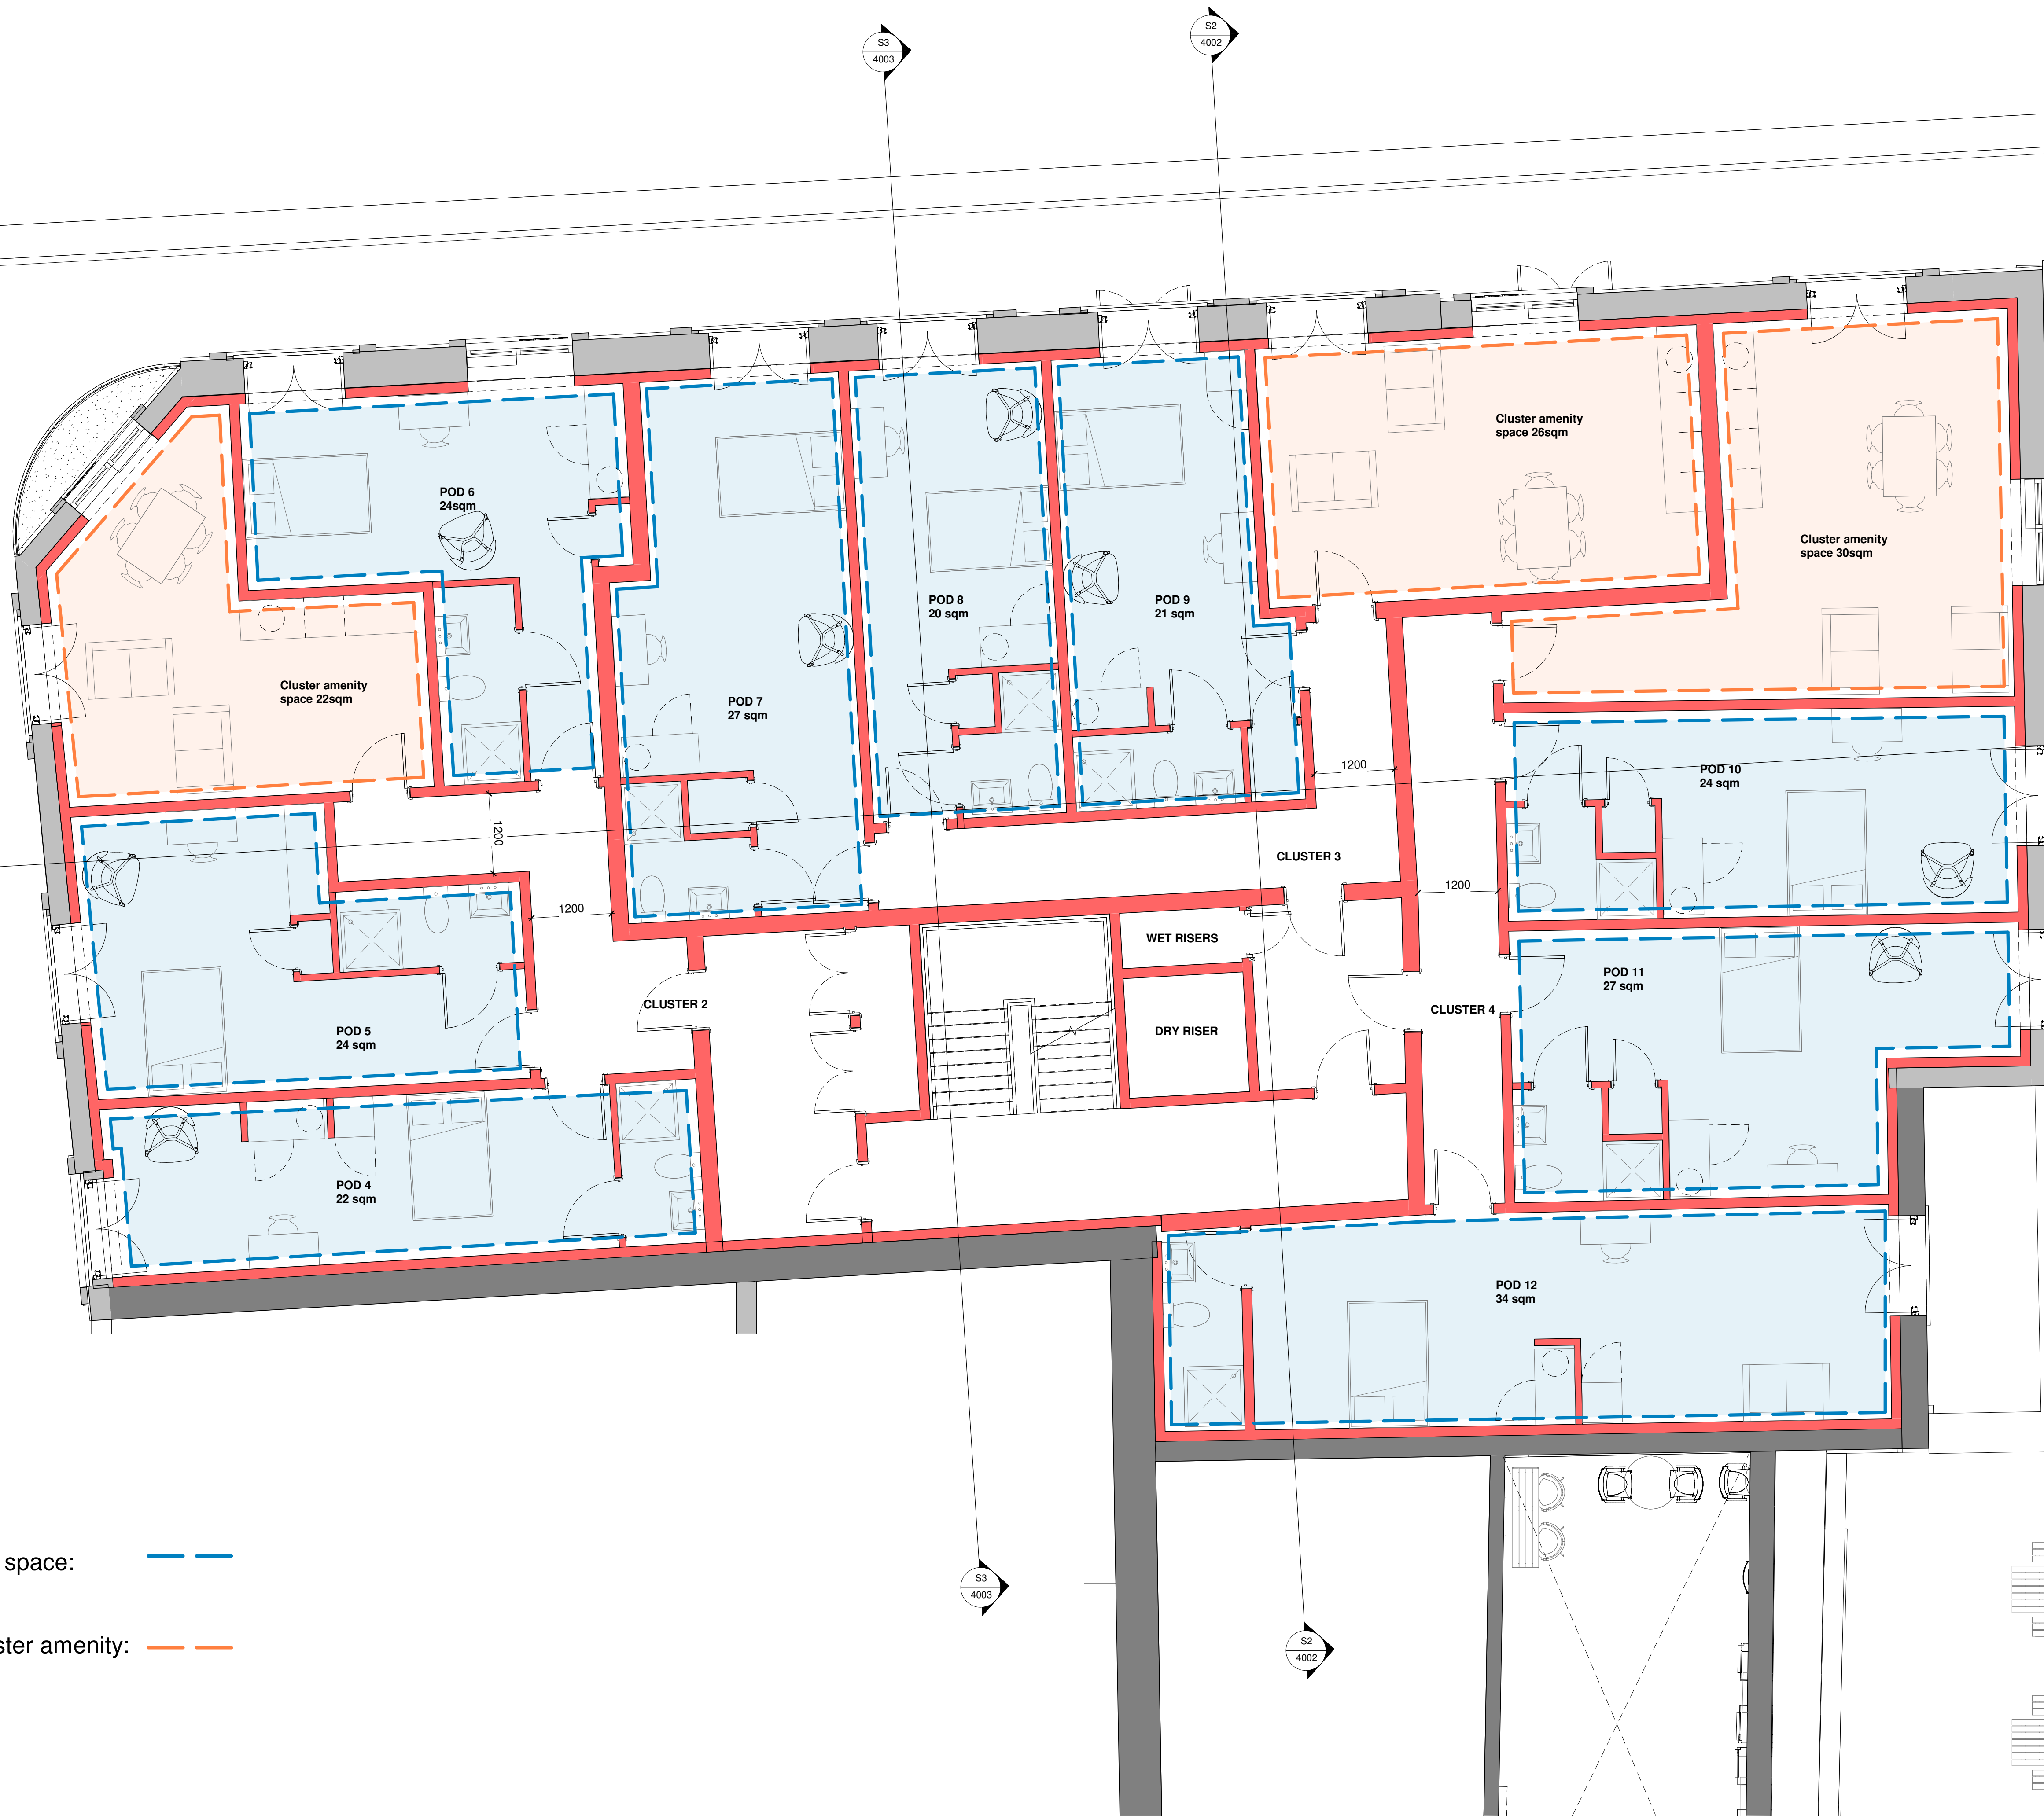 S3
4003
S2
4002
Cluster amenity
space 26sqm
POD 6
24sqm
Cluster amenity
space 30sqm
POD 8
20 sqm
POD 9
21 sqm
Cluster amenity
space 22sqm
POD 7
27 sqm
1200
POD 10
24 sqm
1200
CLUSTER 3
1200
1200
WET RISERS
POD 11
27 sqm
CLUSTER 2
CLUSTER 4
POD 5
24 sqm
DRY RISER
POD 4
22 sqm
POD 12
34 sqm
space:
S3
4003
ster amenity:
S2
4002